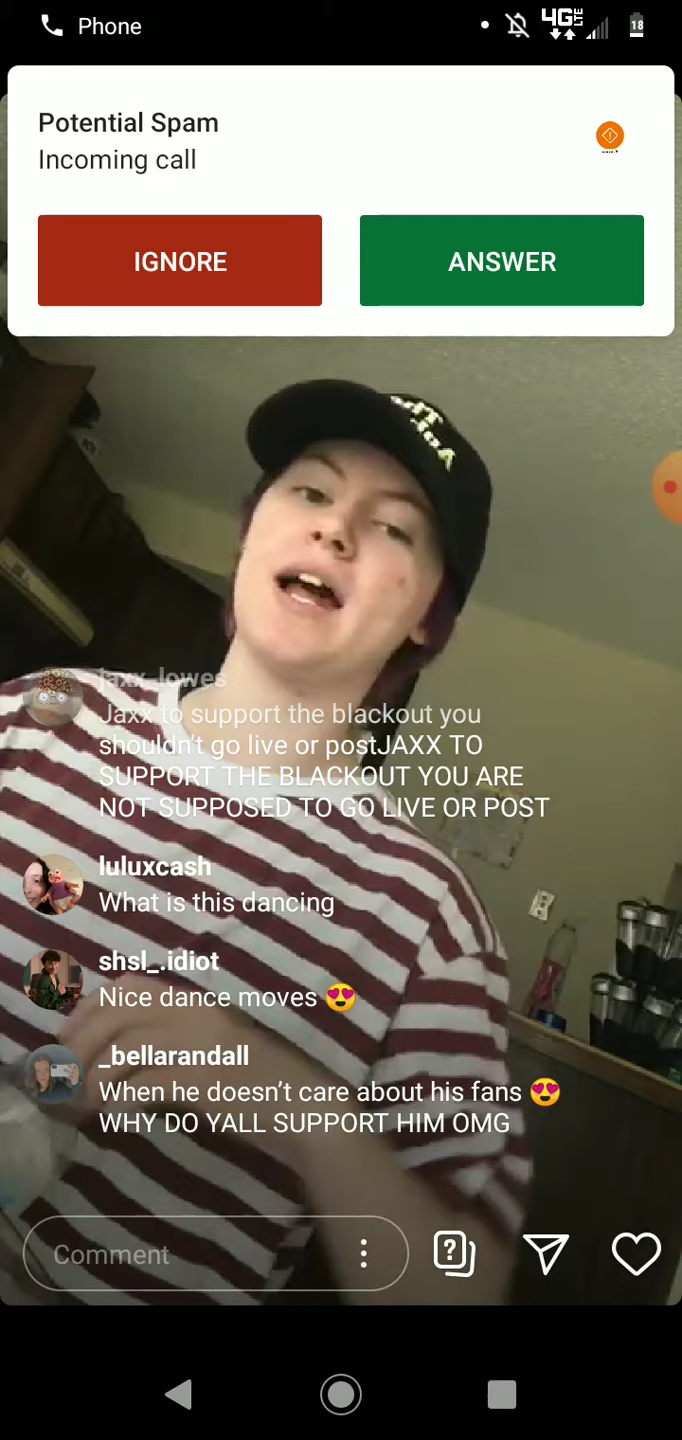 Phone
4G LTE
18
Potential Spam
Incoming call
IGNORE
ANSWER
jaxx_lowes
Jaxx to support the blackout you
shouldn't go live or postJAXX TO
SUPPORT THE BLACKOUT YOU ARE
NOT SUPPOSED TO GO LIVE OR POST
luluxcash
What is this dancing
shsl_.idiot
Nice dance moves 😍
_bellarandall
When he doesn’t care about his fans 😍
WHY DO YALL SUPPORT HIM OMG
Comment